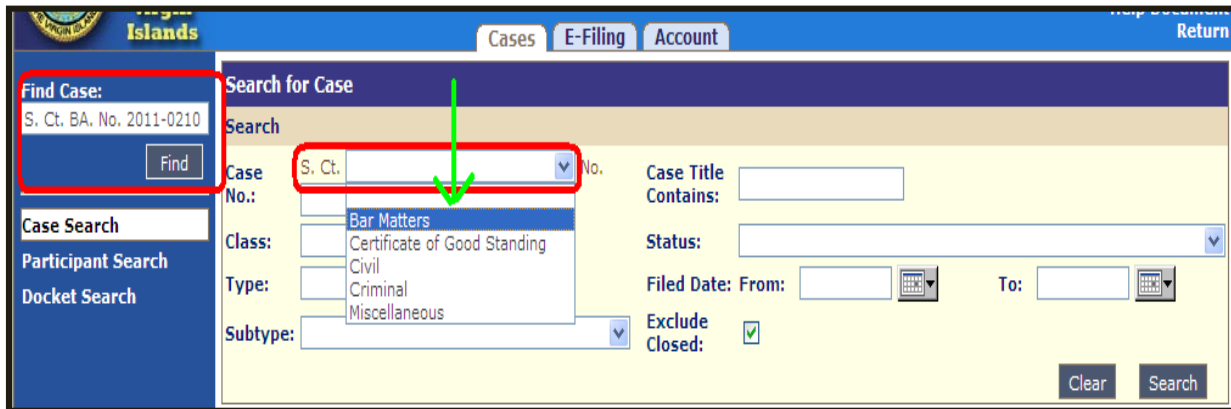 Islands
Help Document
Return
Cases E-Filing Account
Find Case:
S. Ct. BA. No. 2011-0210
Find
Case Search
Participant Search
Docket Search
Search for Case
Search
Case No.: S. Ct. No.
Bar Matters
Certificate of Good Standing
Civil
Criminal
Miscellaneous
Class:
Type:
Subtype:
Case Title
Contains:
Status:
Filed Date: From: To:
Exclude
Closed:
Clear Search